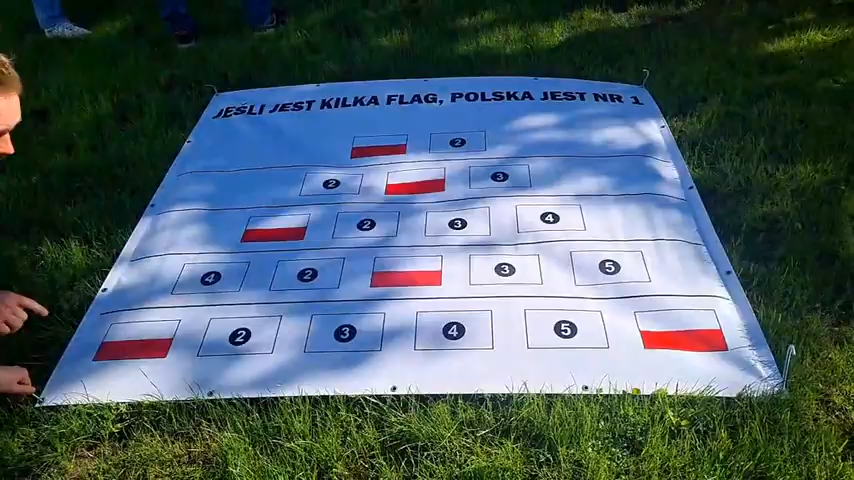 JEŚLI JEST KILKA FLAG, POLSKA JEST NR 1
2
2 3
2 3 4
4 2 3 5
2 3 4 5